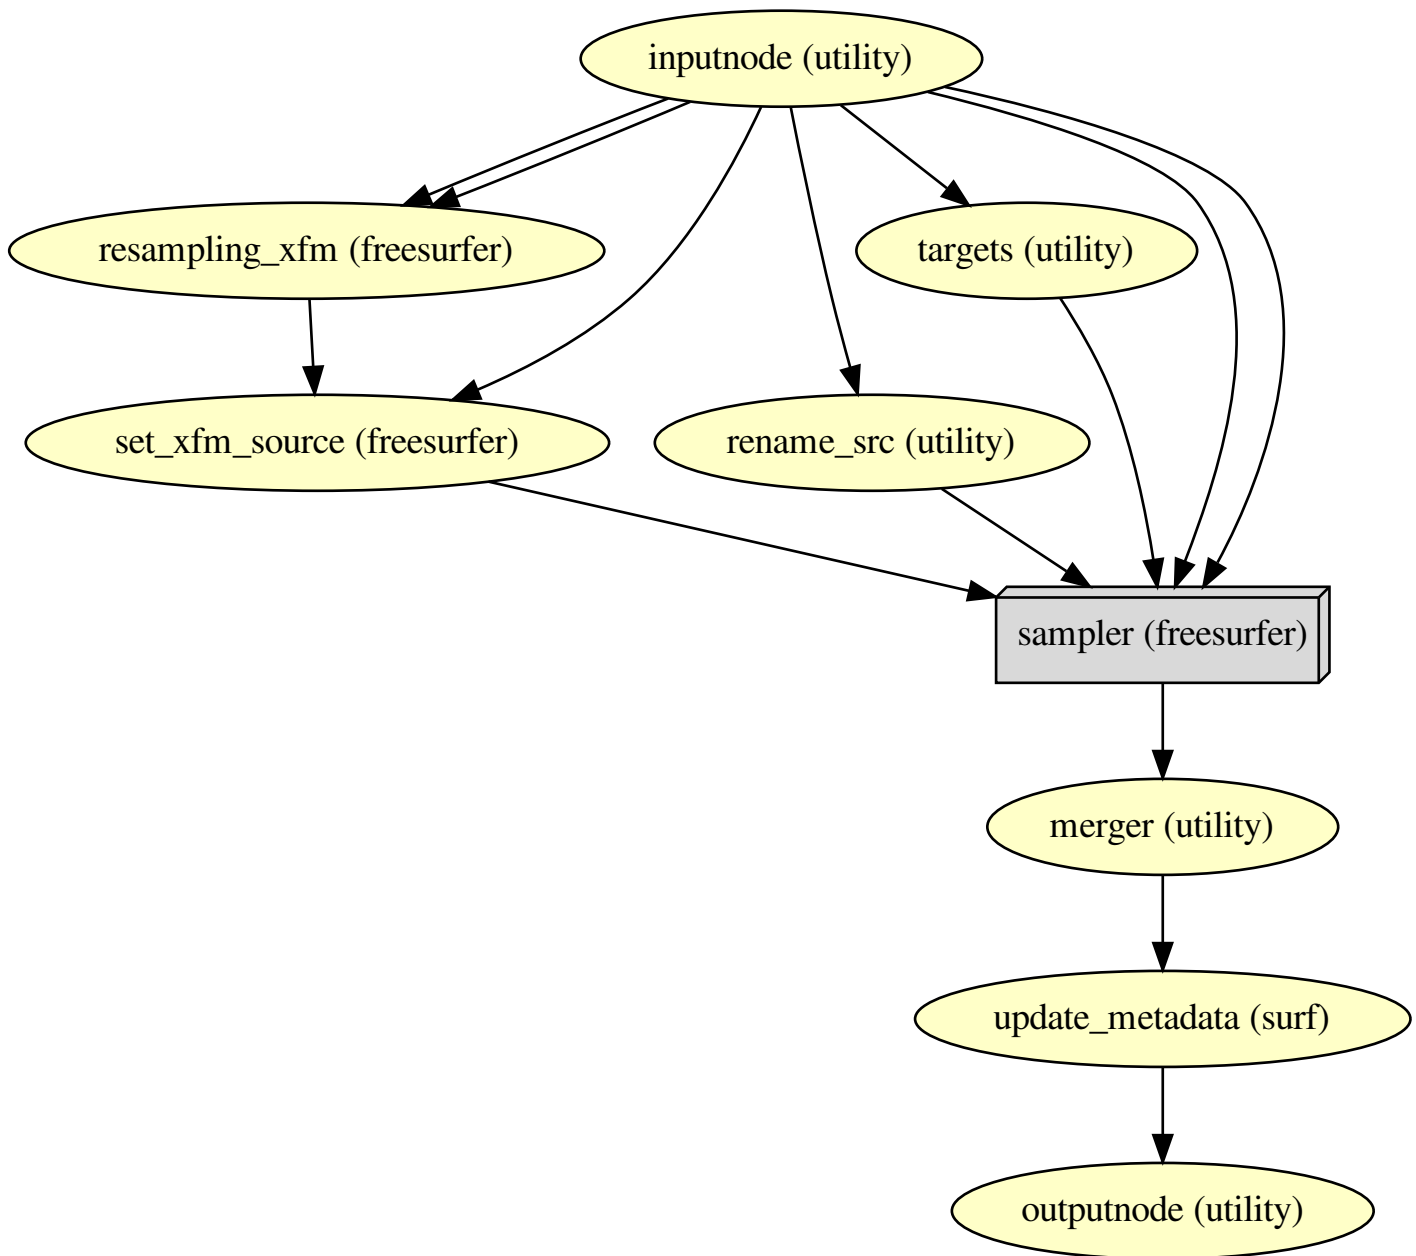 inputnode (utility)
resampling_xfm (freesurfer)
targets (utility)
set_xfm_source (freesurfer)
rename_src (utility)
sampler (freesurfer)
merger (utility)
update_metadata (surf)
outputnode (utility)